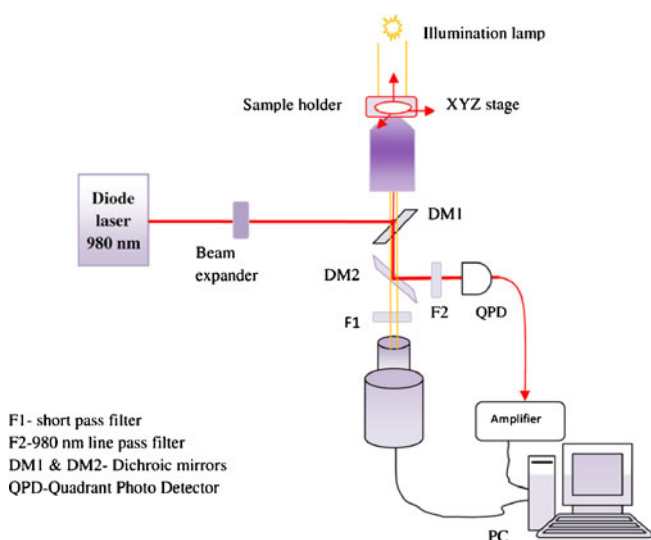 Illumination lamp
Sample holder
XYZ stage
Diode
laser
980 nm
DM1
Beam
expander
DM2
F1
F2
QPD
F1- short pass filter
F2-980 nm line pass filter
DM1 & DM2- Dichroic mirrors
QPD-Quadrant Photo Detector
Amplifier
PC